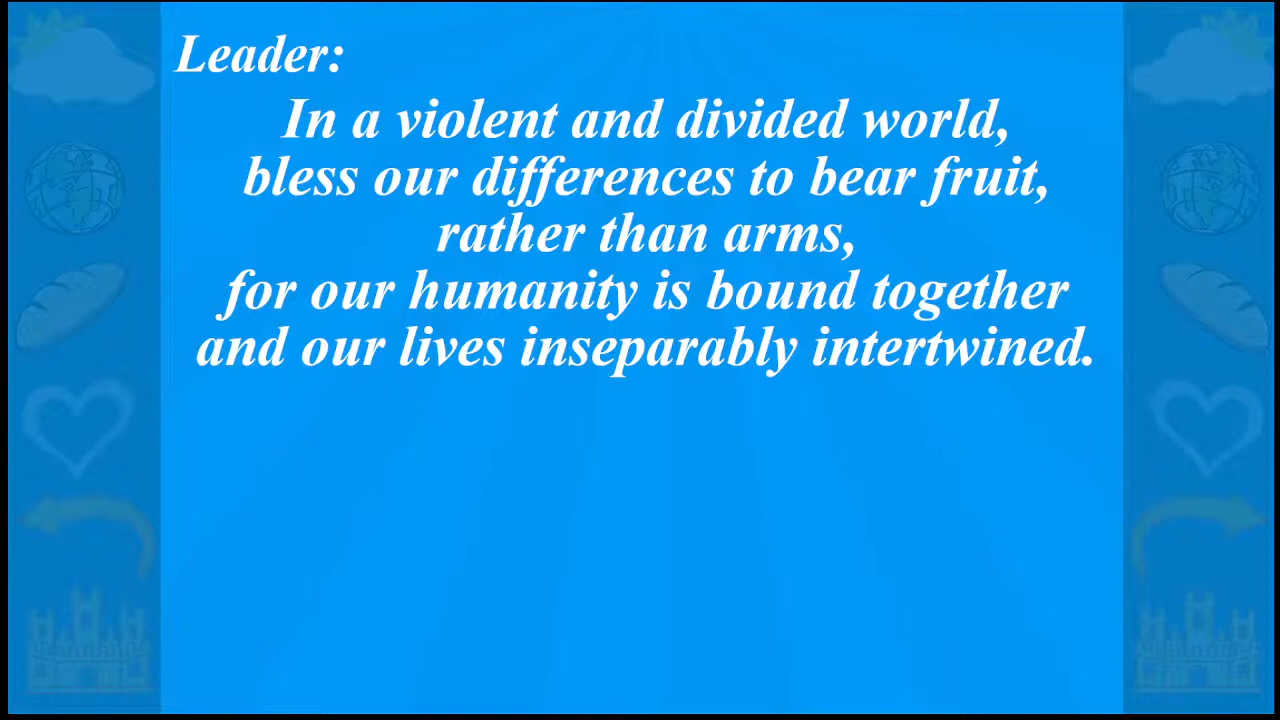 Leader:
In a violent and divided world,
bless our differences to bear fruit,
rather than arms,
for our humanity is bound together
and our lives inseparably intertwined.